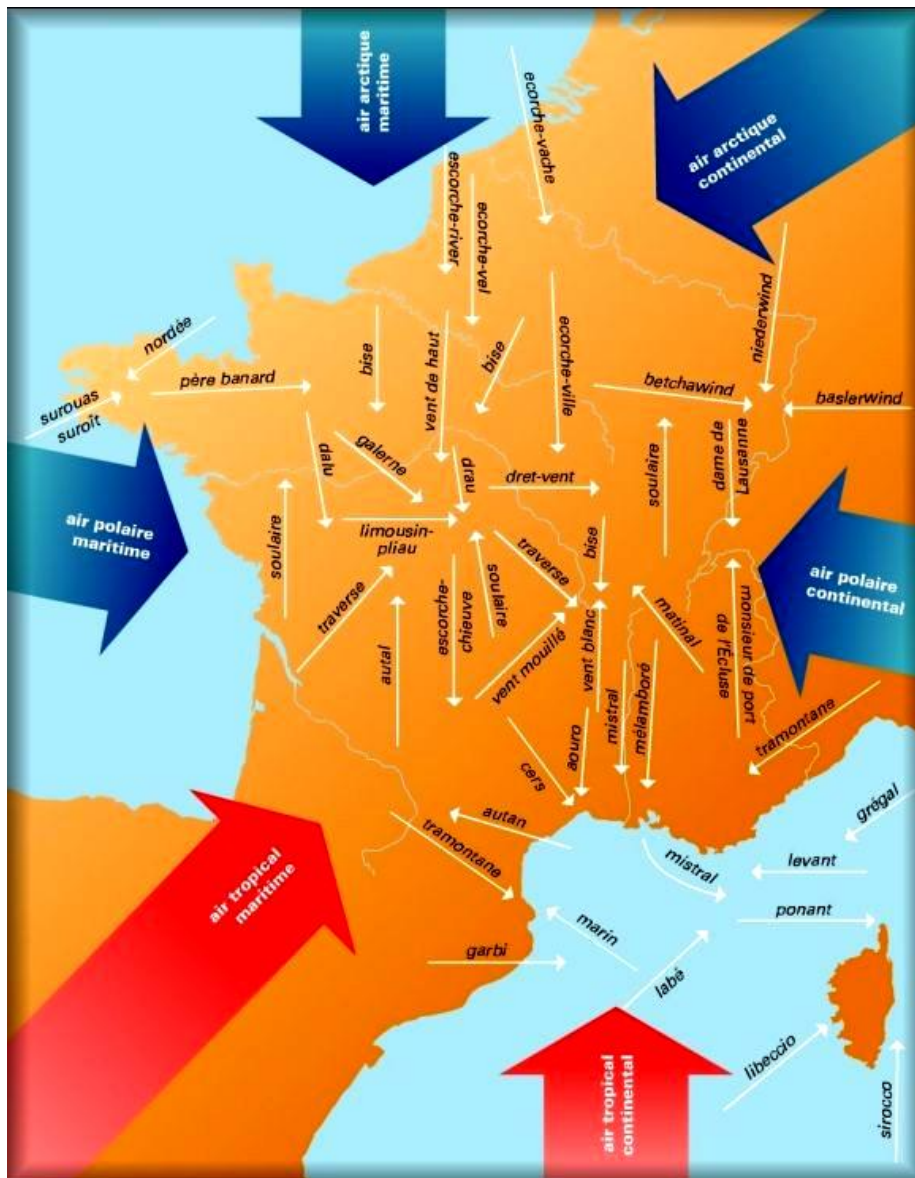 air arctique
maritime
ecorche-vache
air arctique
continental
escorche-river
ecorche-vel
niederwind
nordée
bise
vent de haut
bise
ecorche-ville
père banard
betchawind
baslerwind
surouas
suroît
dalu
galerne
drau
dret-vent
soulaire
dame de
Lausanne
air polaire
maritime
soulaire
limousin-
pliau
bise
traverse
air polaire
continental
traverse
autal
escorche-
chieuve
soulaire
vent mouillé
vent blanc
matinal
monsieur de port
de l'Écluse
mistral
mélamboré
tramontane
cers
aouro
grégal
autan
tramontane
mistral
levant
air tropical
maritime
ponant
marin
garbi
labé
libeccio
air tropical
continental
sirocco